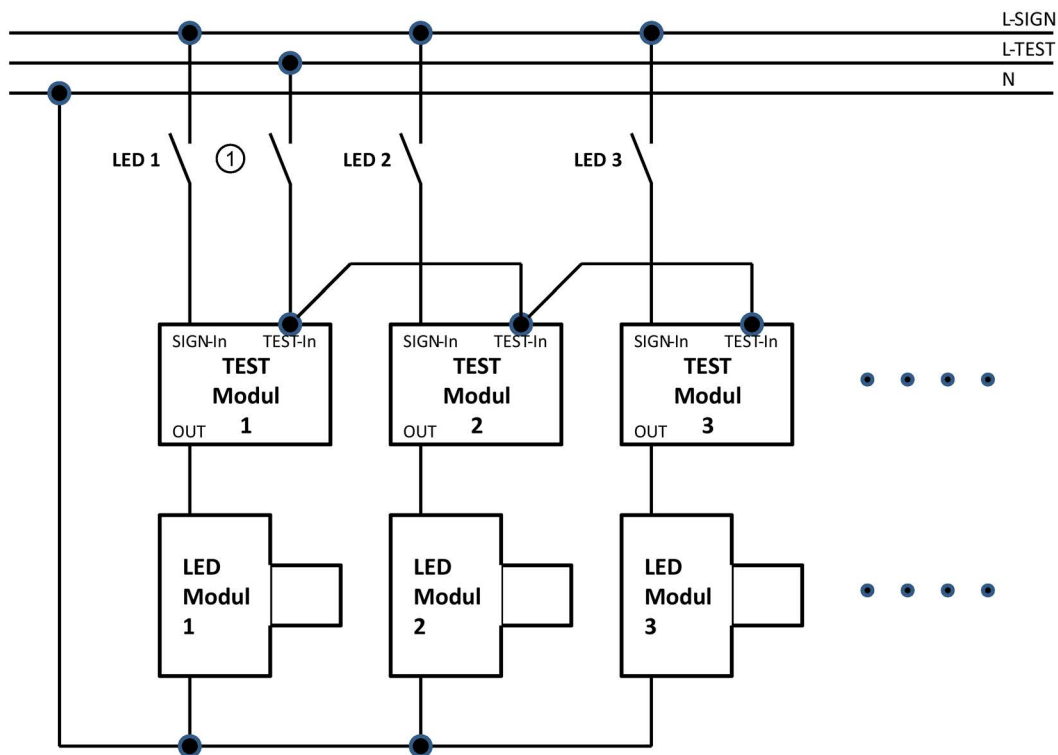 L-SIGN
L-TEST
N
LED 1
1
LED 2
LED 3
SIGN-In TEST-In
TEST
Modul
1
OUT
SIGN-In TEST-In
TEST
Modul
2
OUT
SIGN-In TEST-In
TEST
Modul
3
OUT
LED
Modul
1
LED
Modul
2
LED
Modul
3